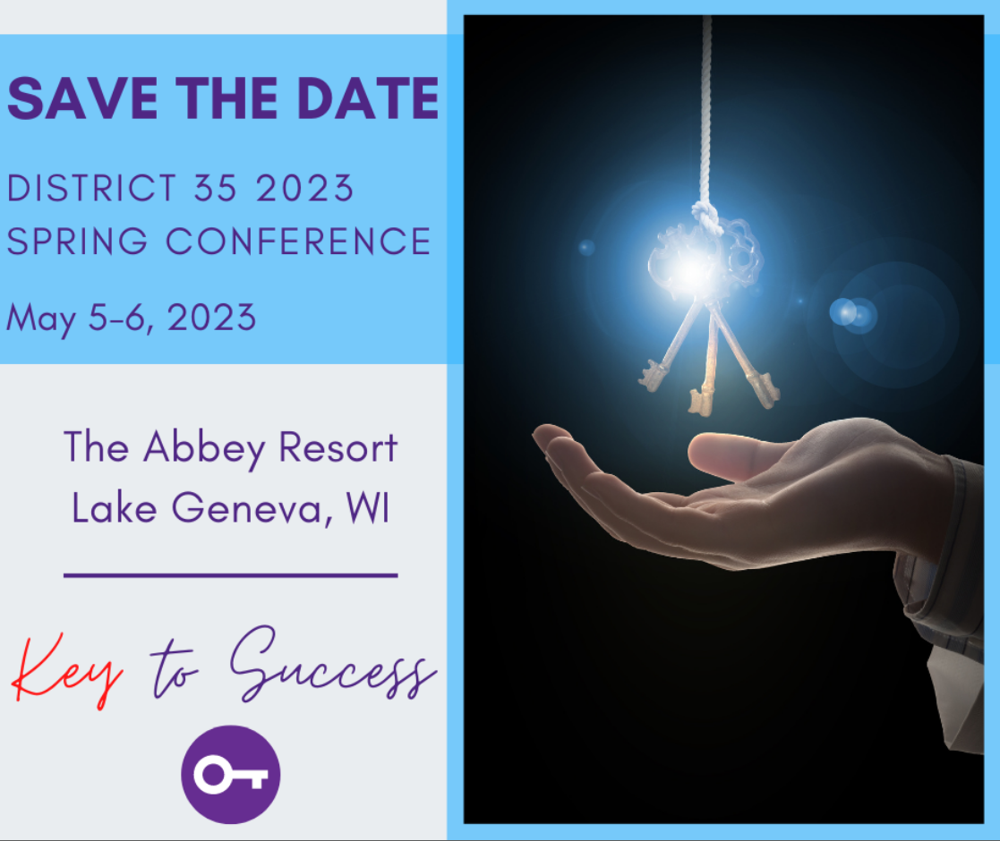 SAVE THE DATE
DISTRICT 35 2023
SPRING CONFERENCE
May 5-6, 2023
The Abbey Resort
Lake Geneva, WI
Key to Success